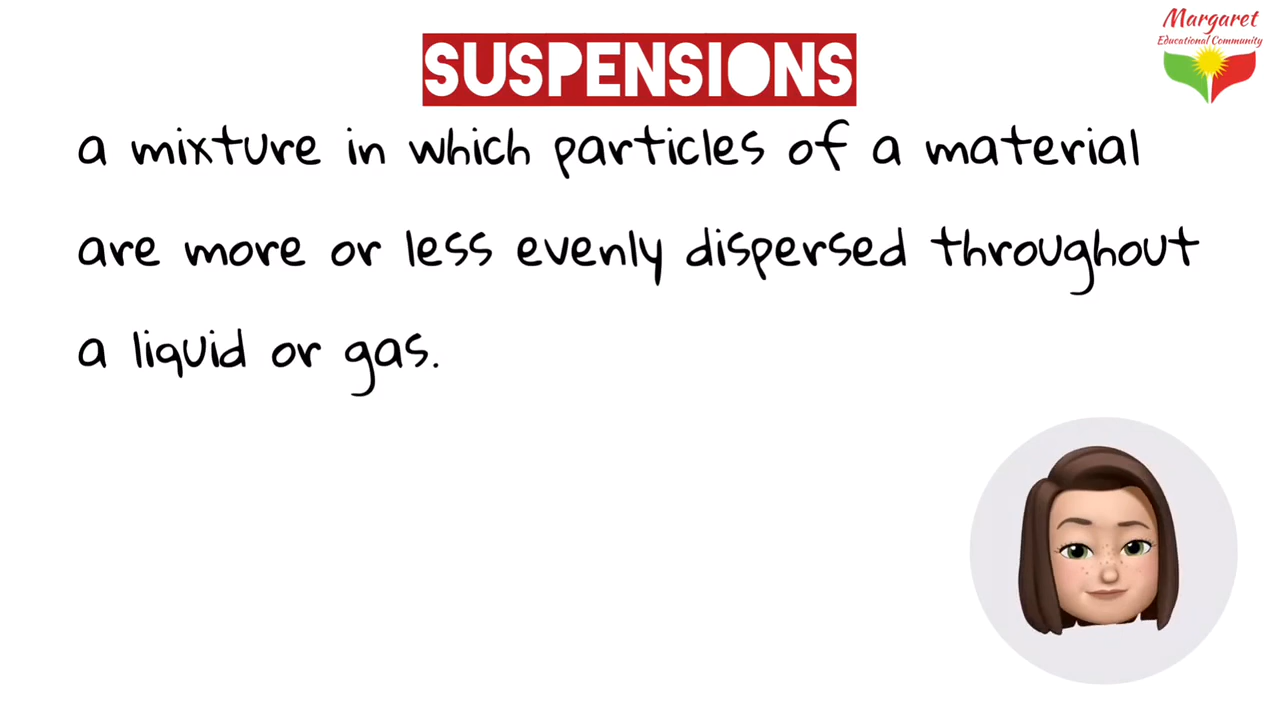 Margaret
Educational Community
SUSPENSIONS
a mixture in which particles of a material
are more or less evenly dispersed throughout
a liquid or gas.